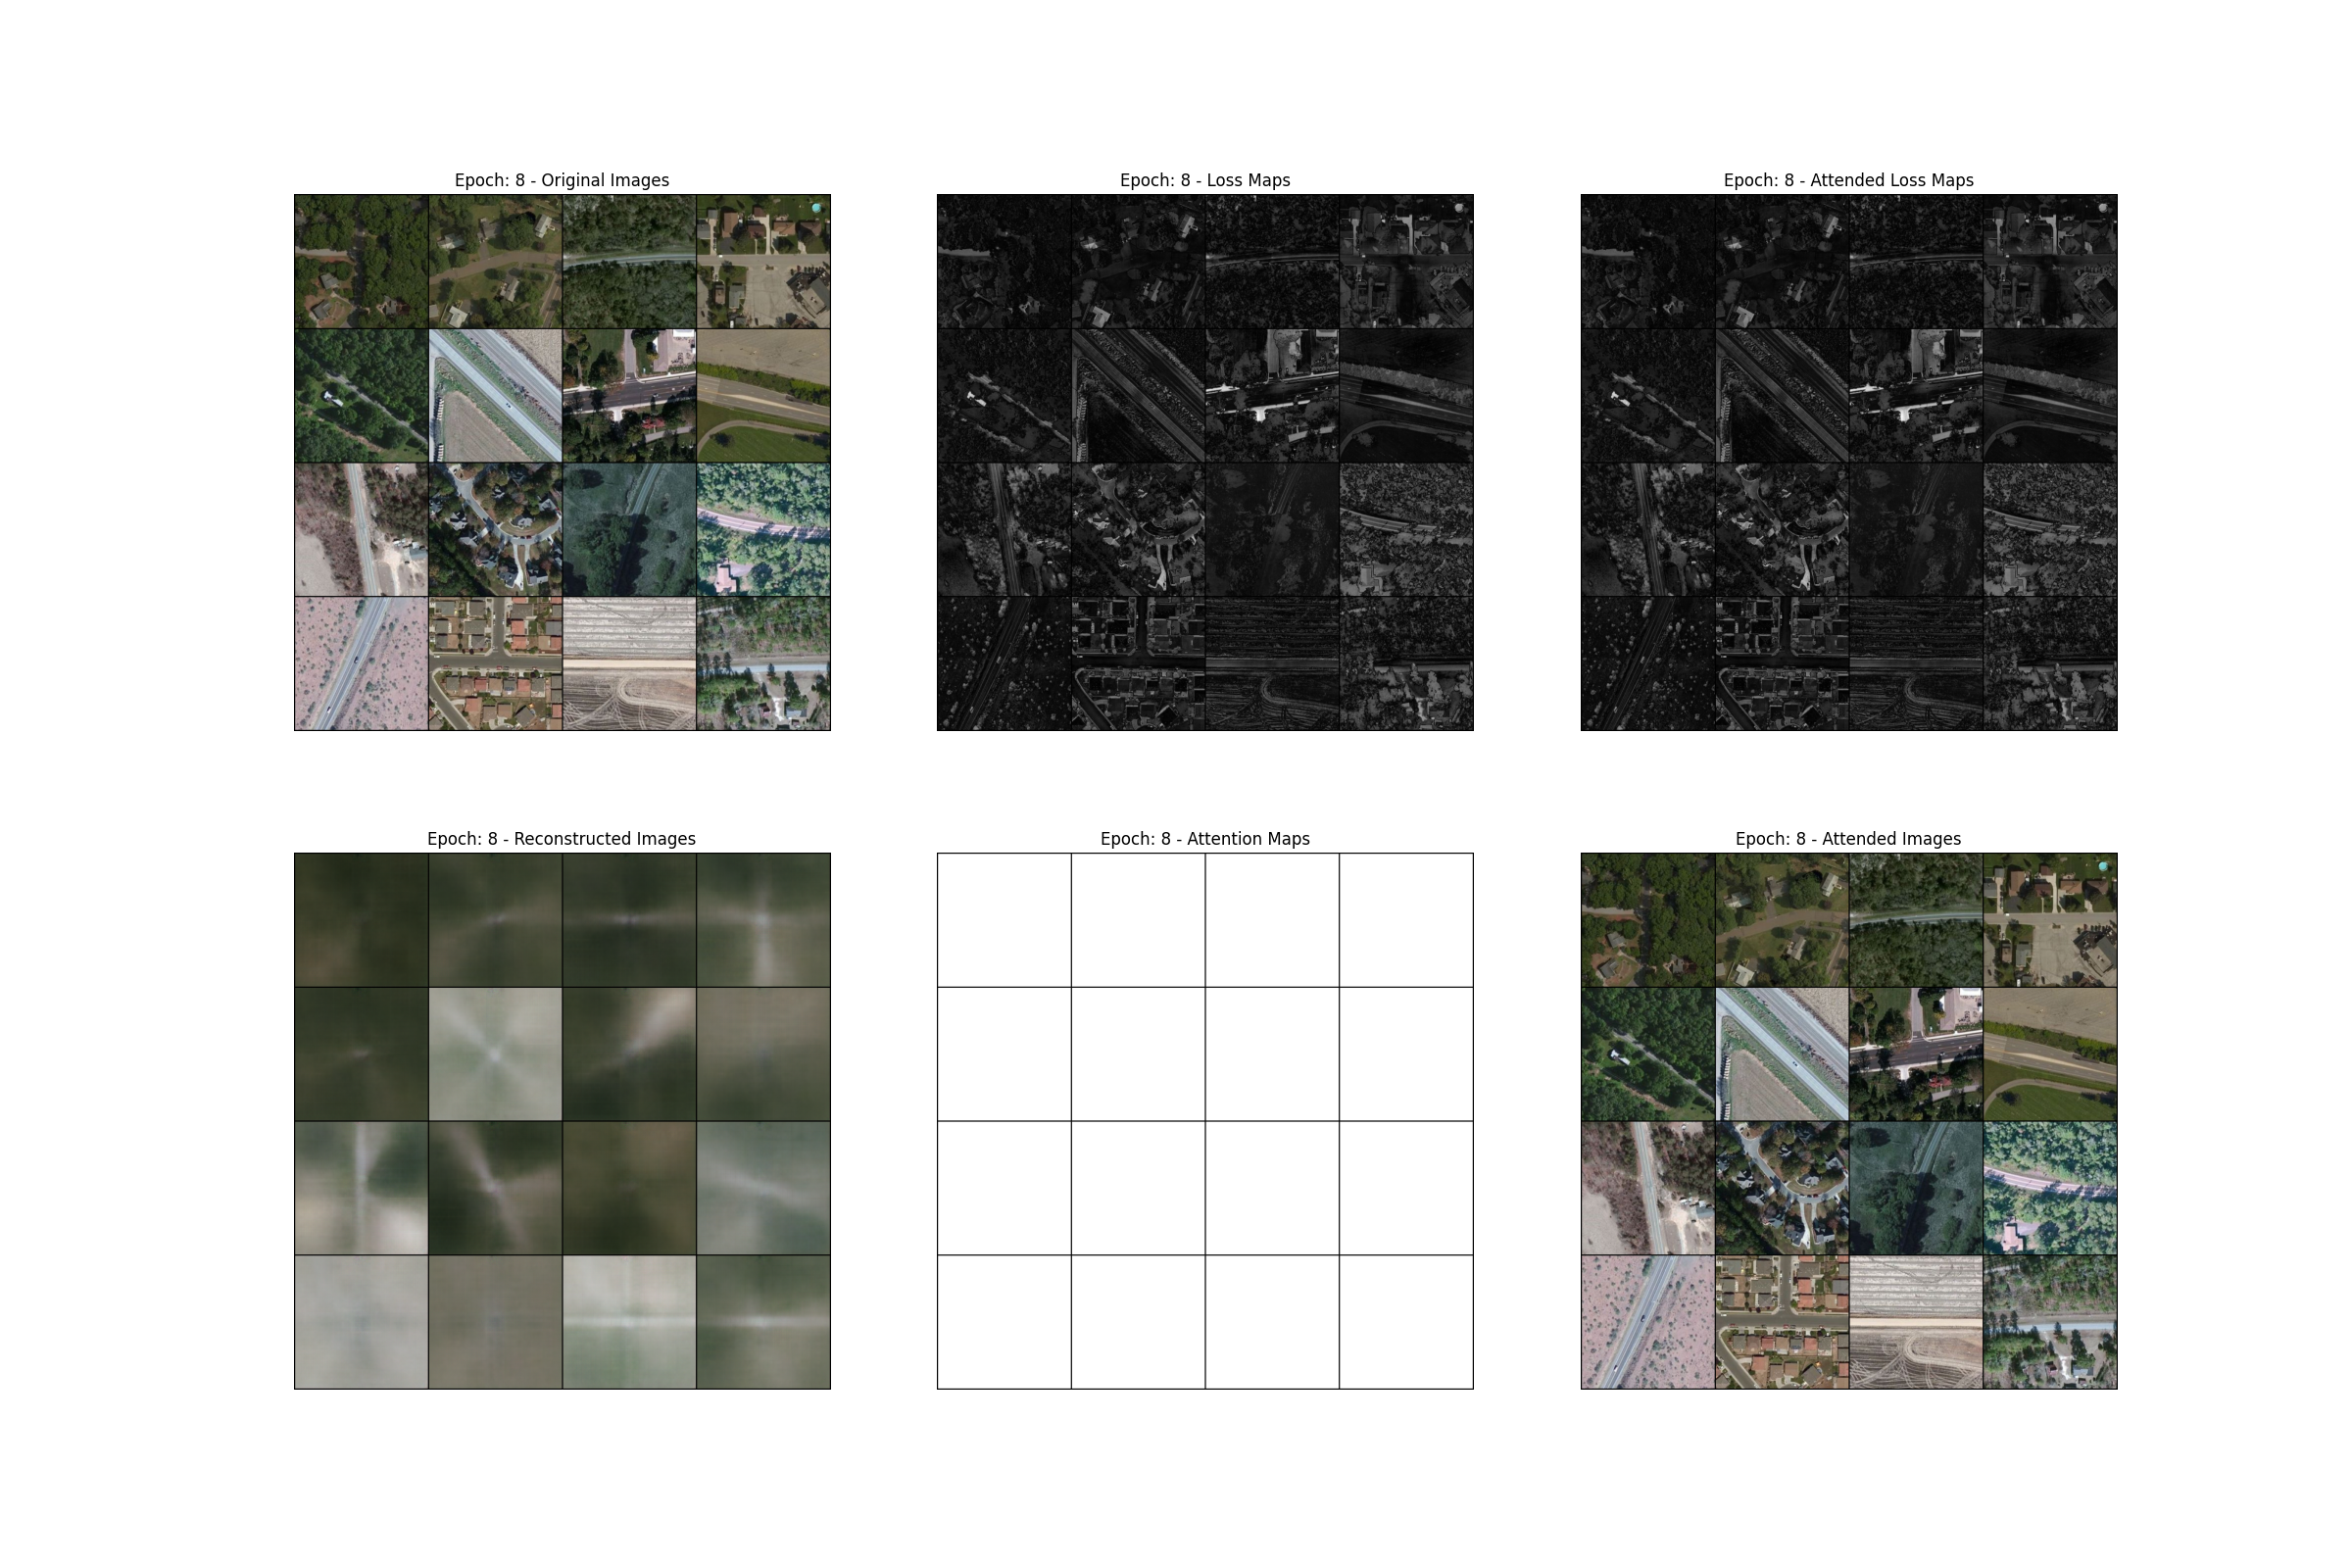 Epoch: 8 - Original Images
Epoch: 8 - Loss Maps
Epoch: 8 - Attended Loss Maps
Epoch: 8 - Reconstructed Images
Epoch: 8 - Attention Maps
Epoch: 8 - Attended Images